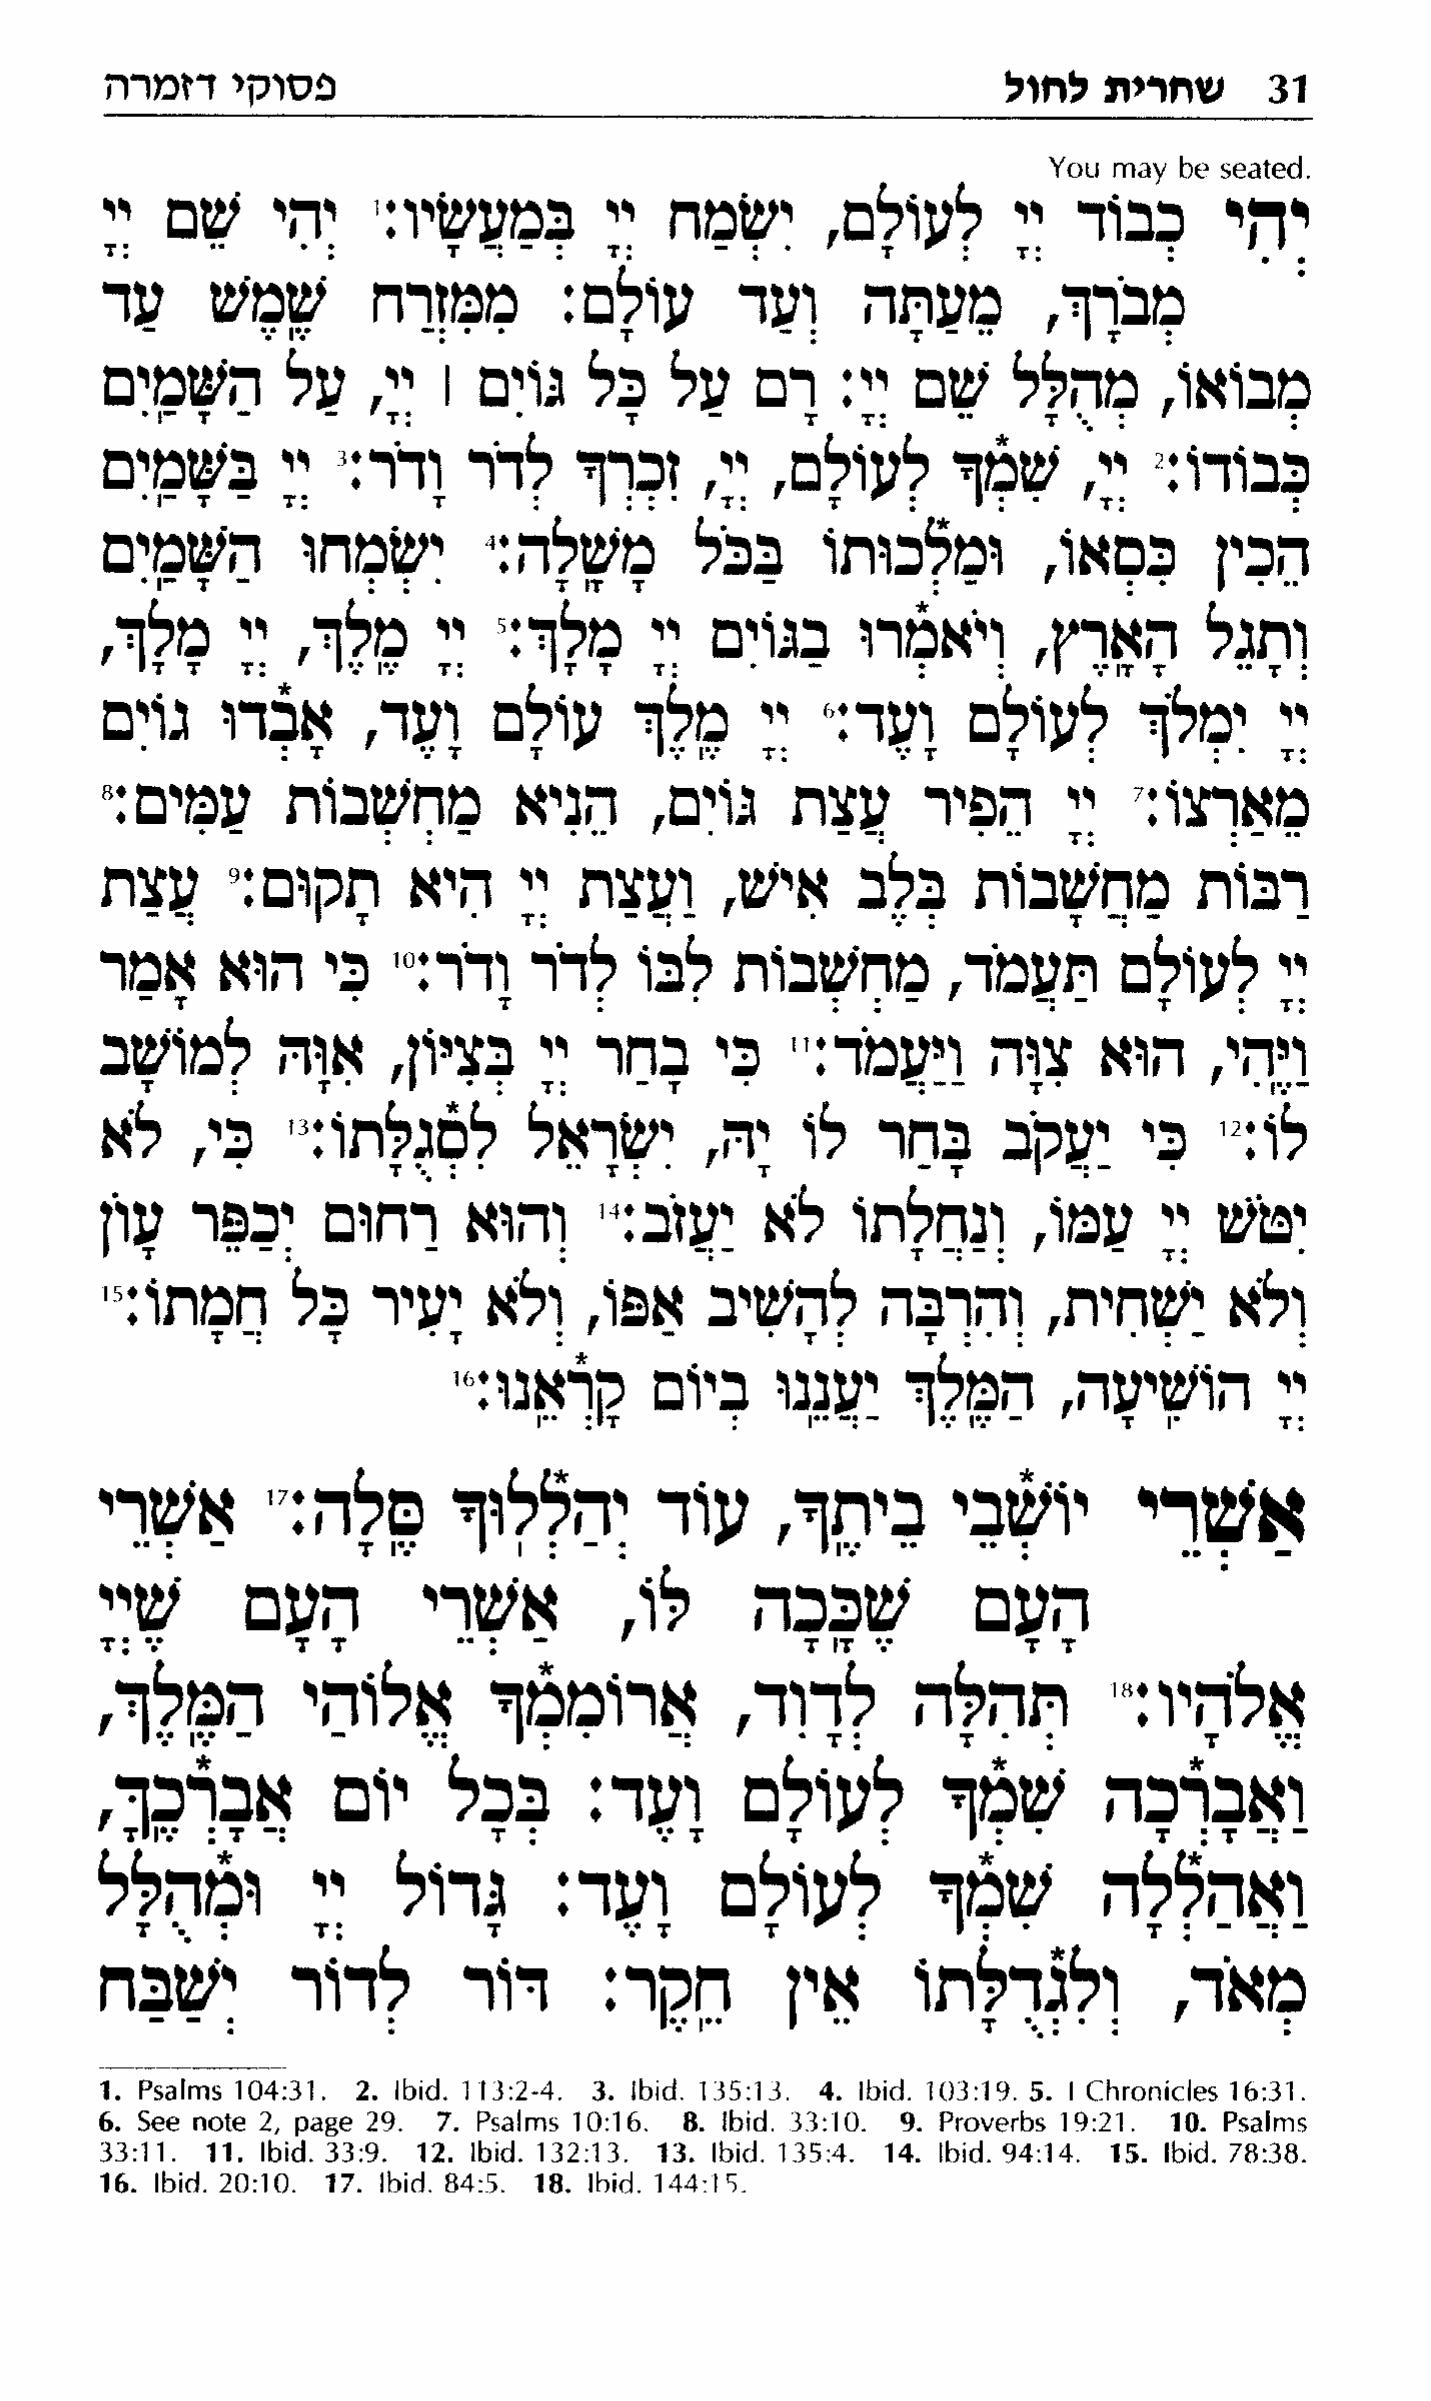 31 שחרית לחול פסוקי דזמרה
You may be seated.
יְהִי כְבוֹד יְיָ לְעוֹלָם, יִשְׂמַח יְיָ בְּמַעֲשָׂיו:¹ יְהִי שֵׁם יְיָ
מְבֹרָךְ, מֵעַתָּה וְעַד עוֹלָם: מִמִּזְרַח שֶׁמֶשׁ עַד
מְבוֹאוֹ, מְהֻלָּל שֵׁם יְיָ: רָם עַל כָּל גּוֹיִם | יְיָ, עַל הַשָּׁמַיִם
כְּבוֹדוֹ:² יְיָ, שִׁמְ*ךָ לְעוֹלָם, יְיָ, זִכְרְךָ לְדֹר וָדֹר:³ יְיָ בַּשָּׁמַיִם
הֵכִין כִּסְאוֹ, וּמַלְ*כוּתוֹ בַּכֹּל מָשָׁלָה:⁴ יִשְׂמְחוּ הַשָּׁמַיִם
וְתָגֵל הָאָרֶץ, וְיֹאמְ*רוּ בַגּוֹיִם יְיָ מָלָךְ:⁵ יְיָ מֶלֶךְ, יְיָ מָלָךְ,
יְיָ יִמְלֹךְ לְעוֹלָם וָעֶד:⁶ יְיָ מֶלֶךְ עוֹלָם וָעֶד, אָבְ*דוּ גוֹיִם
מֵאַרְצוֹ:⁷ יְיָ הֵפִיר עֲצַת גּוֹיִם, הֵנִיא מַחְשְׁבוֹת עַמִּים:⁸
רַבּוֹת מַחֲשָׁבוֹת בְּלֶב אִישׁ, וַעֲצַת יְיָ הִיא תָקוּם:⁹ עֲצַת
יְיָ לְעוֹלָם תַּעֲמֹד, מַחְשְׁבוֹת לִבּוֹ לְדֹר וָדֹר:¹⁰ כִּי הוּא אָמַר
וַיֶּהִי, הוּא צִוָּה וַיַּעֲמֹד:¹¹ כִּי בָחַר יְיָ בְּצִיּוֹן, אִוָּהּ לְמוֹשָׁב
לוֹ:¹² כִּי יַעֲקֹב בָּחַר לוֹ יָהּ, יִשְׂרָאֵל לִסְ*גֻלָּתוֹ:¹³ כִּי, לֹא
יִטֹּשׁ יְיָ עַמּוֹ, וְנַחֲלָתוֹ לֹא יַעֲזֹב:¹⁴ וְהוּא רַחוּם יְכַפֵּר עָוֹן
וְלֹא יַשְׁחִית, וְהִרְבָּה לְהָשִׁיב אַפּוֹ, וְלֹא יָעִיר כָּל חֲמָתוֹ:¹⁵
יְיָ הוֹשִׁיעָה, הַמֶּלֶךְ יַעֲנֵנוּ בְיוֹם קָרְ*אֵנוּ:¹⁶
אַשְׁרֵי יוֹשְׁ*בֵי בֵיתֶךָ, עוֹד יְהַלְ*לוּךָ סֶּלָה:¹⁷ אַשְׁרֵי
הָעָם שֶׁכָּכָה לּוֹ, אַשְׁרֵי הָעָם שֶׁיְיָ
אֱלֹהָיו:¹⁸ תְּהִלָּה לְדָוִד, אֲרוֹמִמְ*ךָ אֱלוֹהַי הַמֶּלֶךְ,
וַאֲבָרְ*כָה שִׁמְ*ךָ לְעוֹלָם וָעֶד: בְּכָל יוֹם אֲבָרְ*כֶךָּ,
וַאֲהַלְ*לָה שִׁמְ*ךָ לְעוֹלָם וָעֶד: גָּדוֹל יְיָ וּמְ*הֻלָּל
מְאֹד, וְלִגְ*דֻלָּתוֹ אֵין חֵקֶר: דּוֹר לְדוֹר יְשַׁבַּח
1. Psalms 104:31. 2. Ibid. 113:2-4. 3. Ibid. 135:13. 4. Ibid. 103:19. 5. I Chronicles 16:31.
6. See note 2, page 29. 7. Psalms 10:16. 8. Ibid. 33:10. 9. Proverbs 19:21. 10. Psalms
33:11. 11. Ibid. 33:9. 12. Ibid. 132:13. 13. Ibid. 135:4. 14. Ibid. 94:14. 15. Ibid. 78:38.
16. Ibid. 20:10. 17. Ibid. 84:5. 18. Ibid. 144:15.